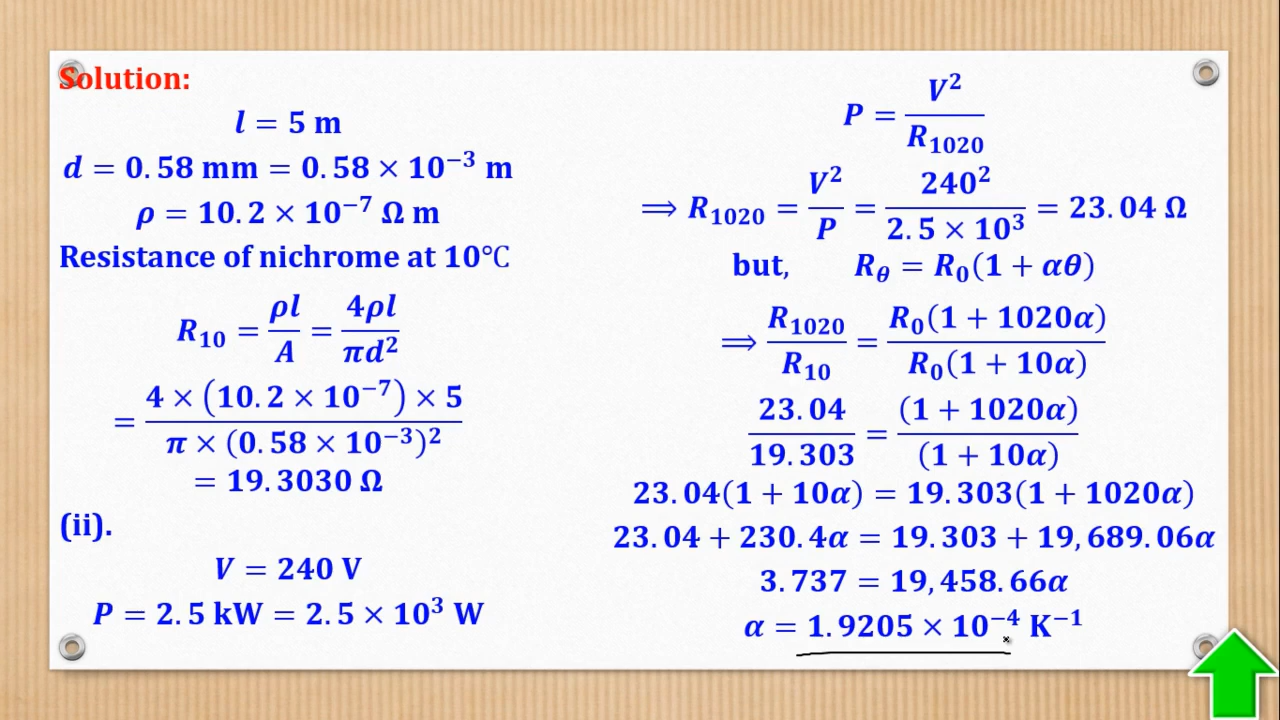 Solution:
l = 5 m
d = 0.58 mm = 0.58 × 10⁻³ m
ρ = 10.2 × 10⁻⁷ Ω m
Resistance of nichrome at 10℃
R₁₀ = ρl/A = 4ρl/πd²
= 4 × (10.2 × 10⁻⁷) × 5 / π × (0.58 × 10⁻³)²
= 19.3030 Ω
(ii).
V = 240 V
P = 2.5 kW = 2.5 × 10³ W
P = V²/R₁₀₂₀
⟹ R₁₀₂₀ = V²/P = 240²/2.5 × 10³ = 23.04 Ω
but, R_θ = R₀(1 + αθ)
⟹ R₁₀₂₀/R₁₀ = R₀(1 + 1020α)/R₀(1 + 10α)
23.04/19.303 = (1 + 1020α)/(1 + 10α)
23.04(1 + 10α) = 19.303(1 + 1020α)
23.04 + 230.4α = 19.303 + 19,689.06α
3.737 = 19,458.66α
α = 1.9205 × 10⁻⁴ K⁻¹